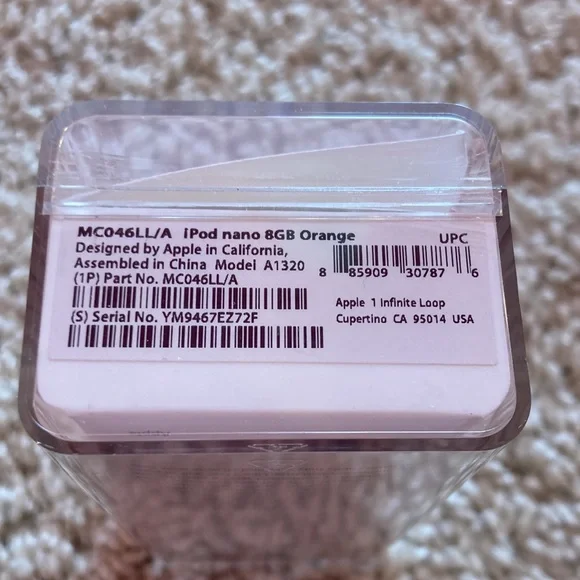 MC046LL/A iPod nano 8GB Orange
Designed by Apple in California,
Assembled in China Model A1320
(1P) Part No. MC046LL/A
(S) Serial No. YM9467EZ72F
UPC
8 85909 30787 6
Apple 1 Infinite Loop
Cupertino CA 95014 USA